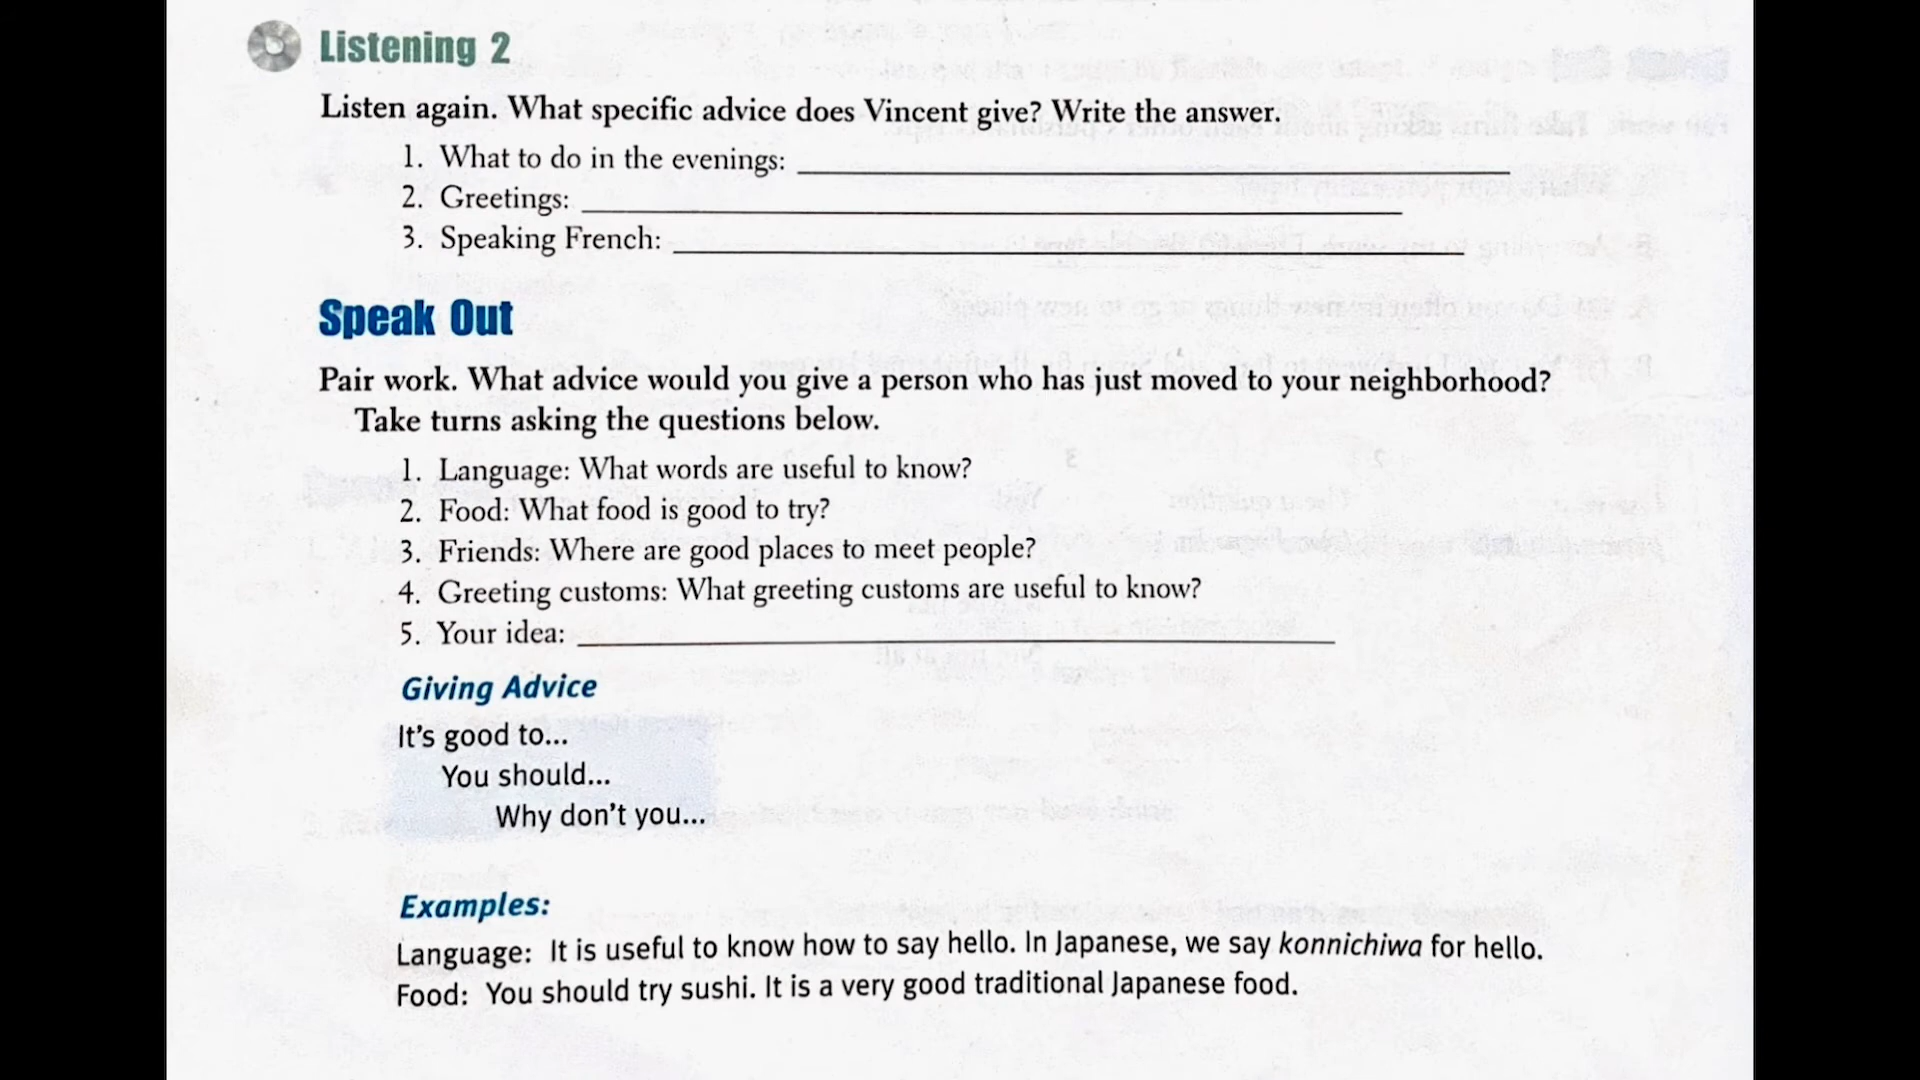 Listening 2
Listen again. What specific advice does Vincent give? Write the answer.
1. What to do in the evenings:
2. Greetings:
3. Speaking French:
Speak Out
Pair work. What advice would you give a person who has just moved to your neighborhood?
Take turns asking the questions below.
1. Language: What words are useful to know?
2. Food: What food is good to try?
3. Friends: Where are good places to meet people?
4. Greeting customs: What greeting customs are useful to know?
5. Your idea:
Giving Advice
It's good to...
You should...
Why don't you...
Examples:
Language: It is useful to know how to say hello. In Japanese, we say konnichiwa for hello.
Food: You should try sushi. It is a very good traditional Japanese food.